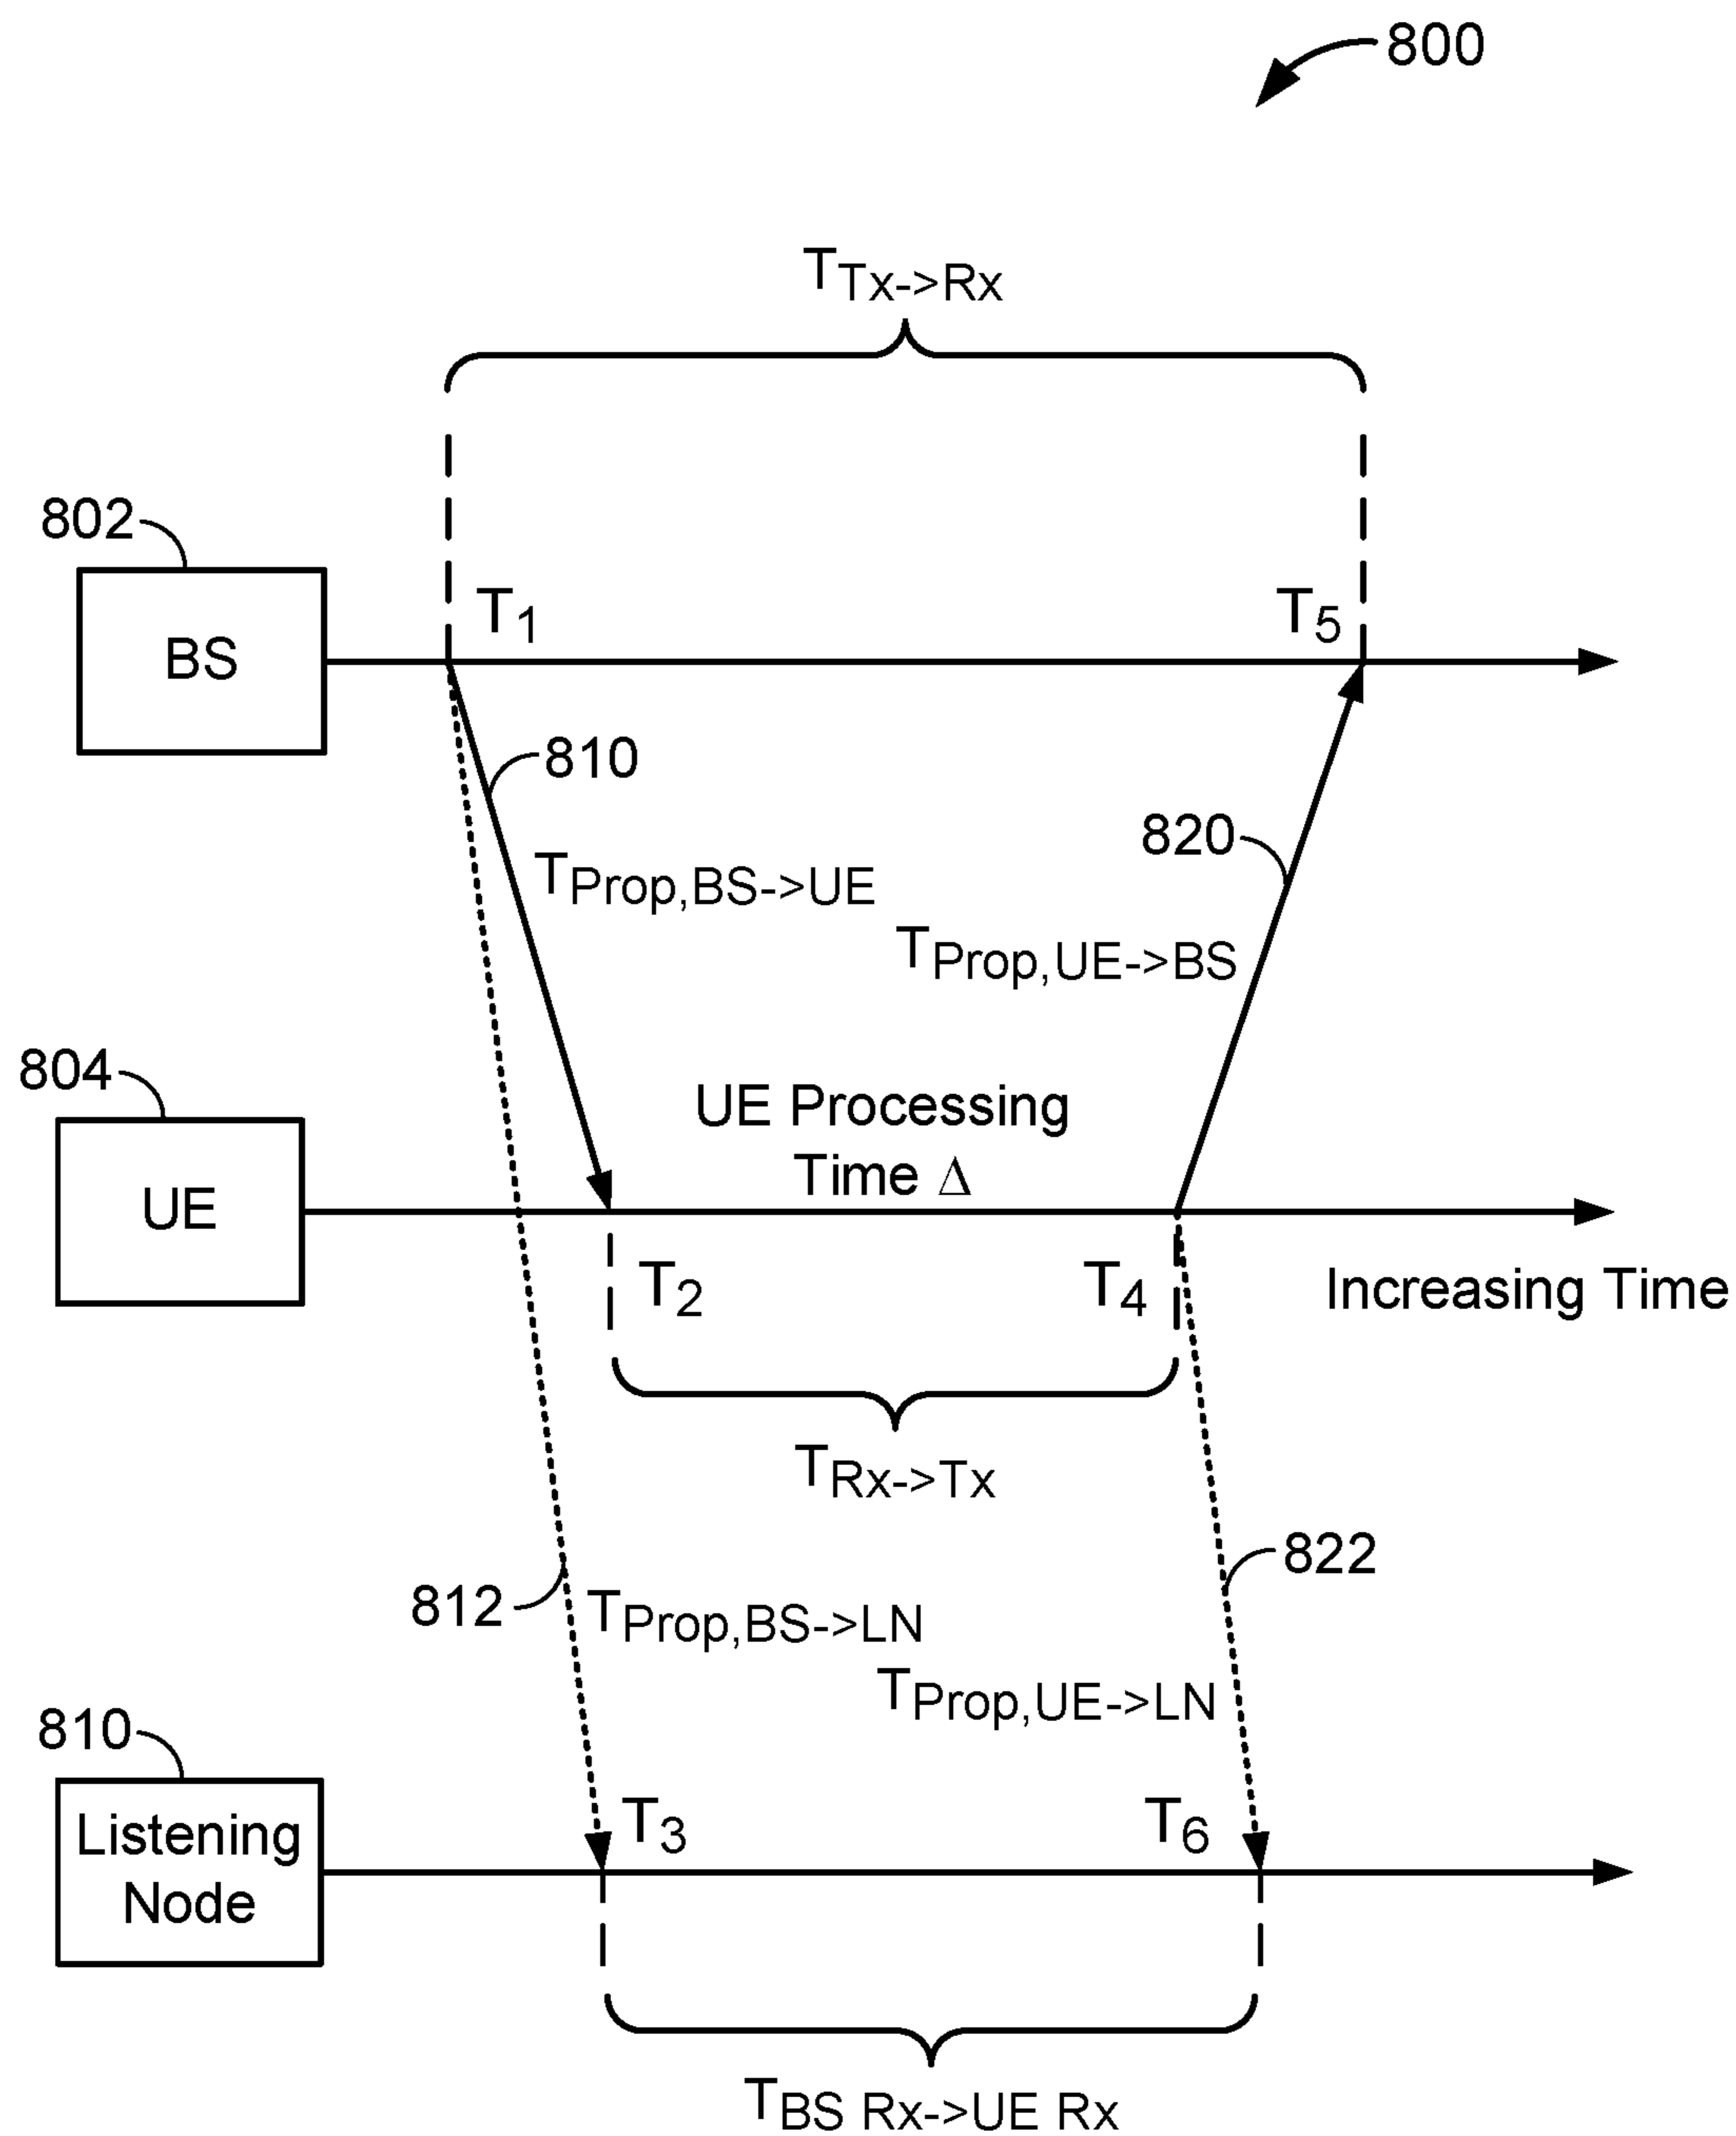 800
TTx->Rx
802
BS
T1
T5
810
TProp,BS->UE
820
TProp,UE->BS
804
UE
UE Processing
Time Δ
T2
T4
Increasing Time
TRx->Tx
812
TProp,BS->LN
822
TProp,UE->LN
810
Listening
Node
T3
T6
TBS Rx->UE Rx